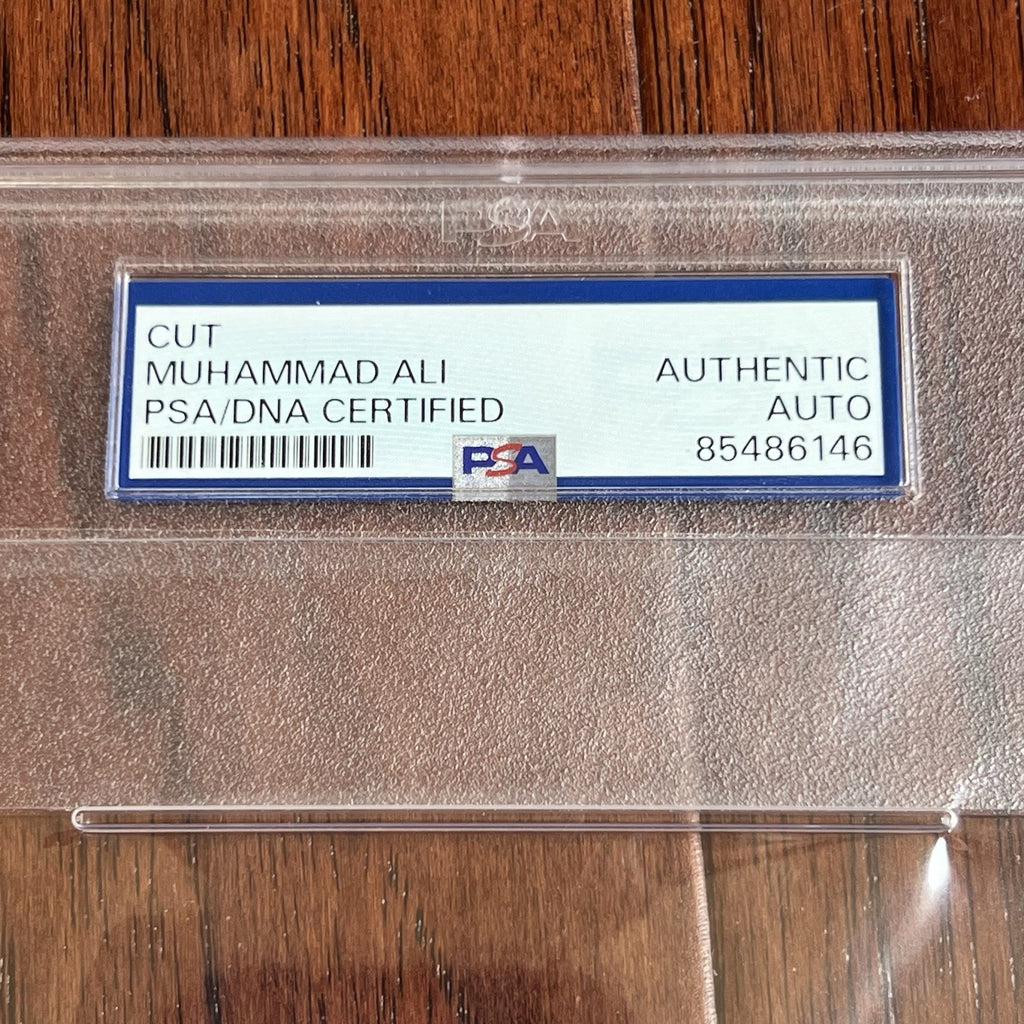 PSA
CUT
MUHAMMAD ALI
PSA/DNA CERTIFIED
AUTHENTIC
AUTO
85486146
PSA